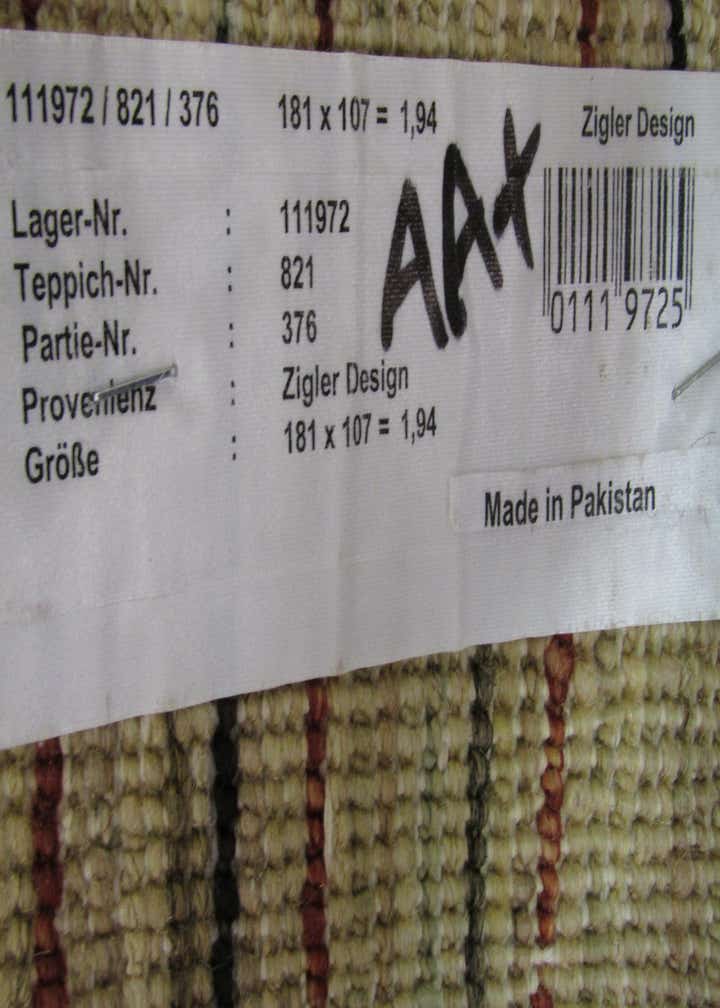 111972 / 821 / 376 181 x 107 = 1,94 Zigler Design
Lager-Nr. : 111972
Teppich-Nr. : 821
Partie-Nr. : 376
Provenienz : Zigler Design
Größe : 181 x 107 = 1,94
AA+
0111 9725
Made in Pakistan